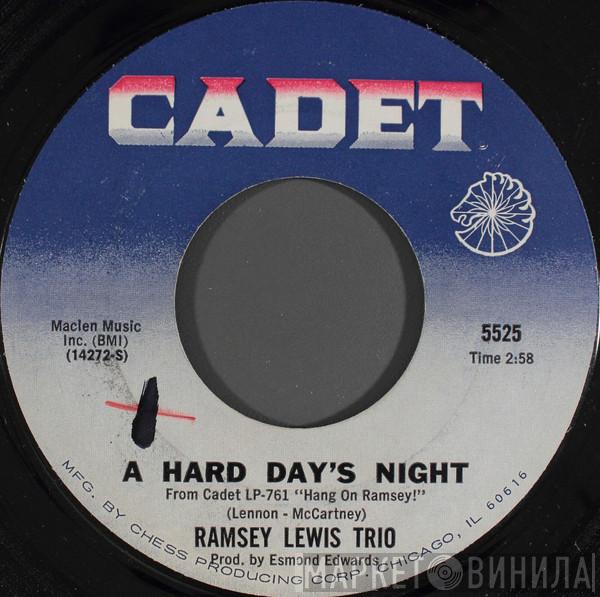 CADET
Maclen Music
Inc. (BMI)
(14272-S)
5525
Time 2:58
A HARD DAY'S NIGHT
From Cadet LP-761 "Hang On Ramsey!"
(Lennon - McCartney)
RAMSEY LEWIS TRIO
Prod. by Esmond Edwards
MFG. BY CHESS PRODUCING CORP. CHICAGO, IL 60616
МАРКЕТ ВИНИЛА